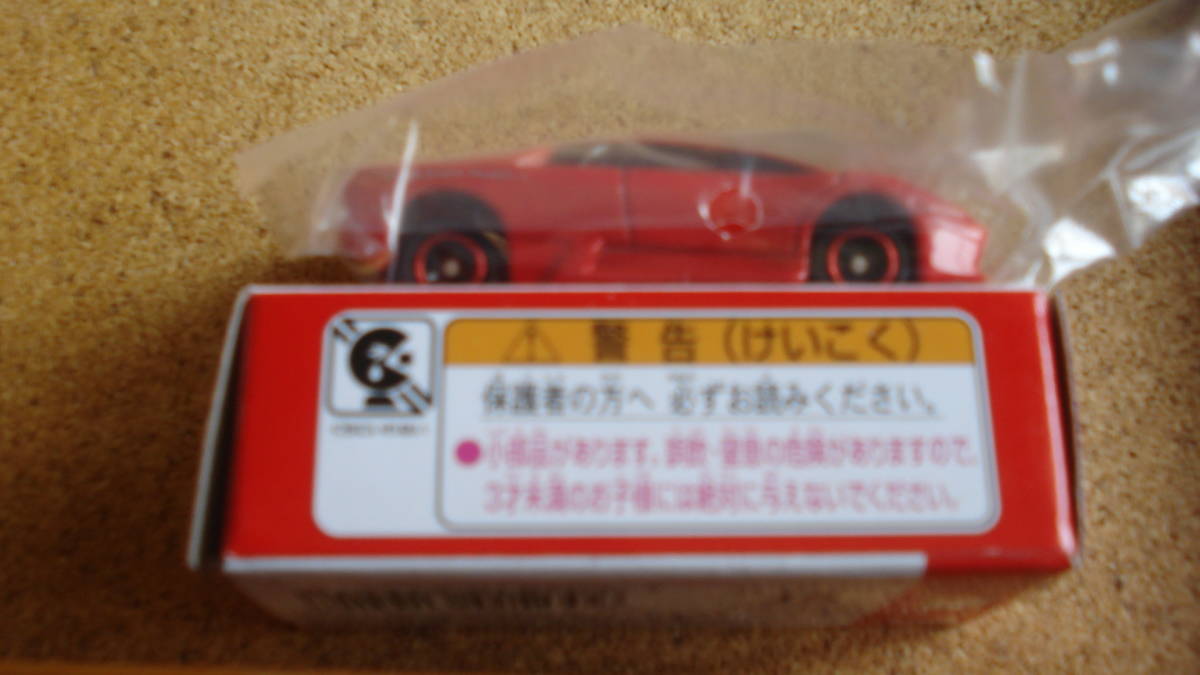 警告(けいこく)
保護者の方へ 必ずお読みください。
●小部品があります。誤飲・窒息の危険がありますので、
3才未満のお子様には絶対に与えないでください。